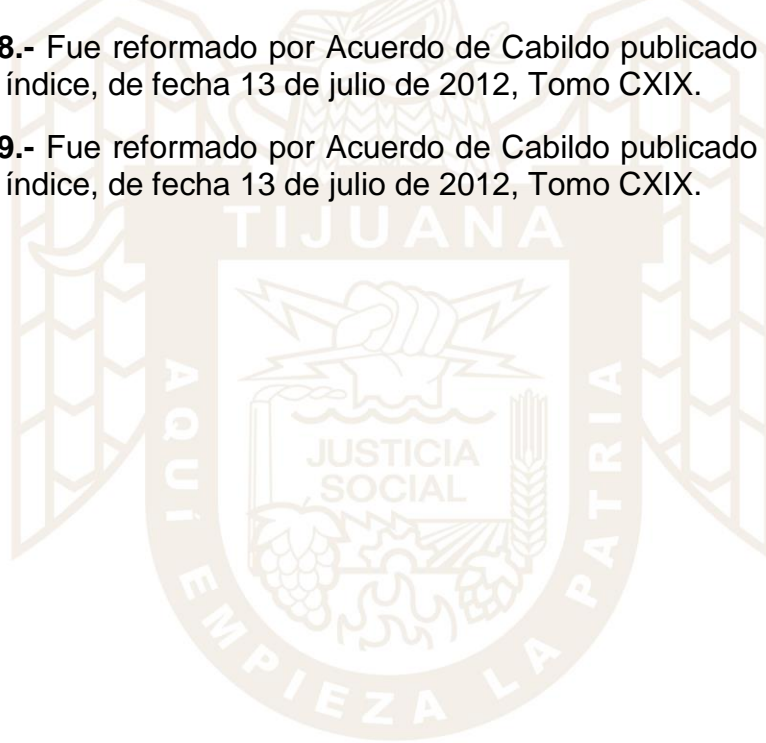 8.- Fue reformado por Acuerdo de Cabildo publicado
índice, de fecha 13 de julio de 2012, Tomo CXIX.
9.- Fue reformado por Acuerdo de Cabildo publicado
índice, de fecha 13 de julio de 2012, Tomo CXIX.
TIJUANA
JUSTICIA
SOCIAL
AQUÍ EMPIEZA LA PATRIA